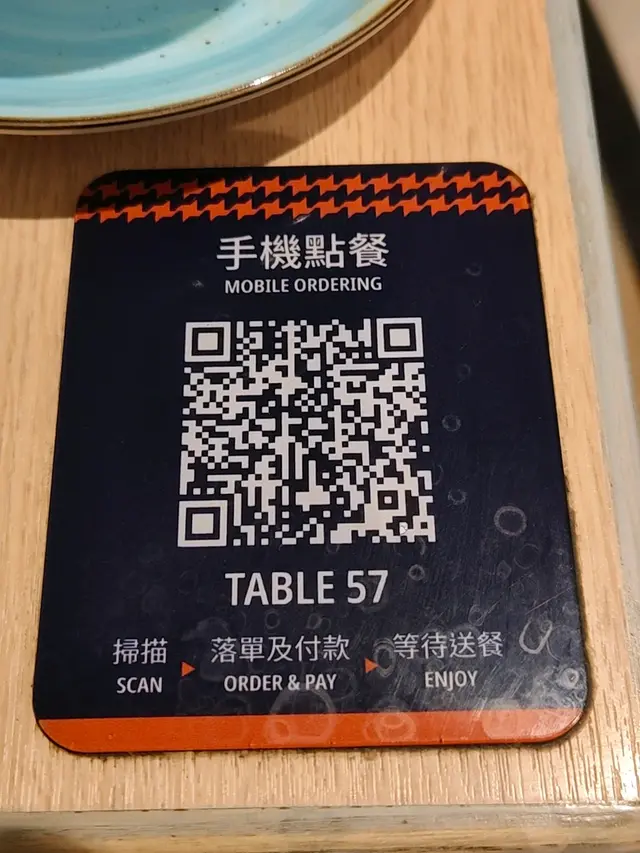 手機點餐
MOBILE ORDERING
TABLE 57
掃描 落單及付款 等待送餐
SCAN ORDER & PAY ENJOY